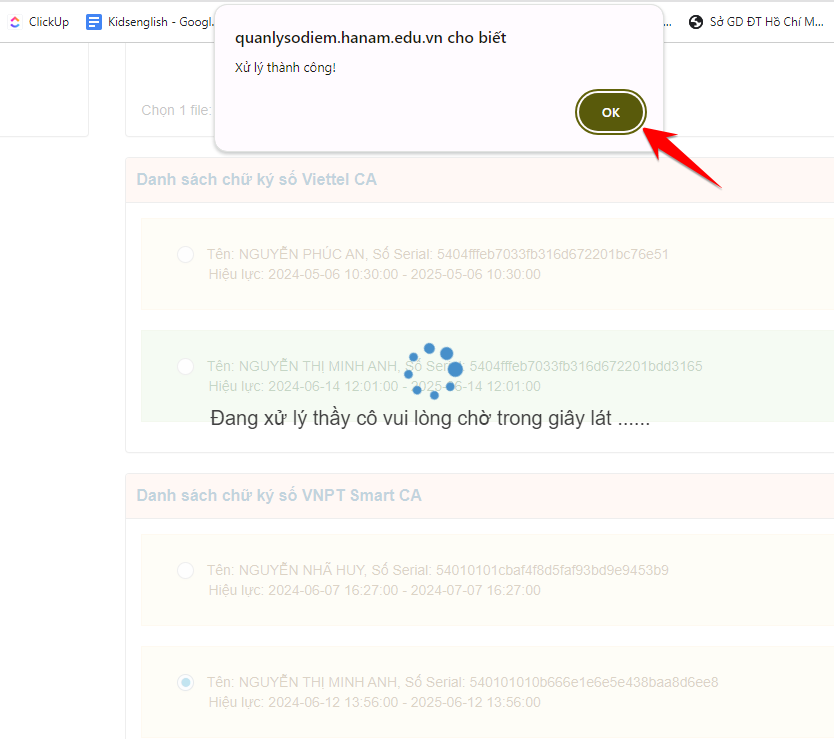 ClickUp
Kidsenglish - Googl.
...
Sở GD ĐT Hồ Chí M...
quanlysodiem.hanam.edu.vn cho biết
Xử lý thành công!
OK
Chọn 1 file:
Danh sách chữ ký số Viettel CA
Tên: NGUYỄN PHÚC AN, Số Serial: 5404fffeb7033fb316d672201bc76e51
Hiệu lực: 2024-05-06 10:30:00 - 2025-05-06 10:30:00
Tên: NGUYỄN THỊ MINH ANH, Số Serial: 5404fffeb7033fb316d672201bdd3165
Hiệu lực: 2024-06-14 12:01:00 - 2025-06-14 12:01:00
Đang xử lý thầy cô vui lòng chờ trong giây lát ......
Danh sách chữ ký số VNPT Smart CA
Tên: NGUYỄN NHÃ HUY, Số Serial: 54010101cbaf4f8d5faf93bd9e9453b9
Hiệu lực: 2024-06-07 16:27:00 - 2024-07-07 16:27:00
Tên: NGUYỄN THỊ MINH ANH, Số Serial: 540101010b666e1e6e5e438baa8d6ee8
Hiệu lực: 2024-06-12 13:56:00 - 2025-06-12 13:56:00